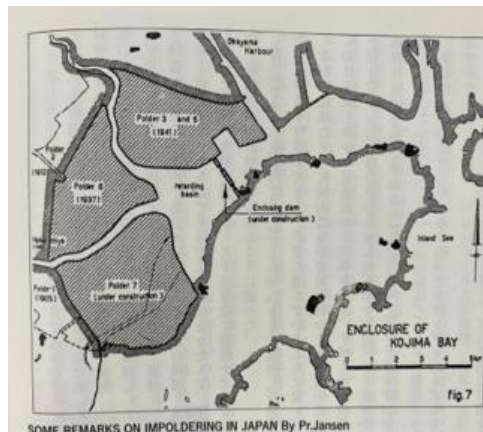 Okayama
Harbour
Polder 3 and 5
(1941)
Polder 6
(1937)
retarding
basin
Enclosing dam
(under construction)
Inland Sea
Polder 7
(under construction)
ENCLOSURE OF
KOJIMA BAY
0 1 2 3 4 5
fig.7
SOME REMARKS ON IMPOLDERING IN JAPAN By Pr.Jansen